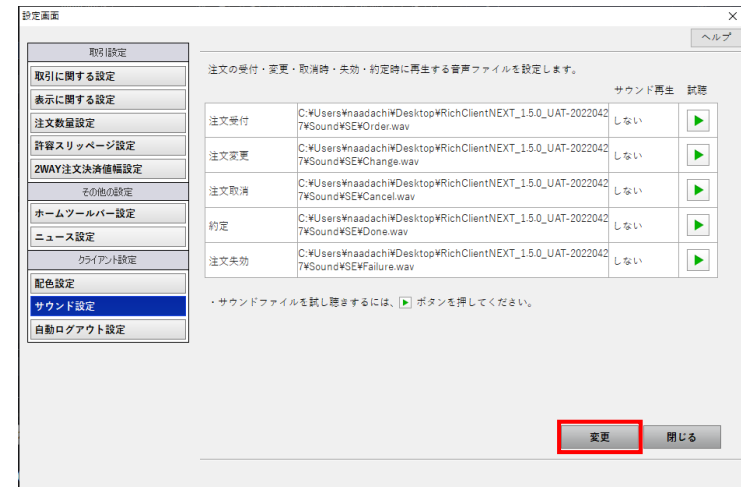 設定画面
ヘルプ
取引設定
取引に関する設定
表示に関する設定
注文数量設定
許容スリッページ設定
2WAY注文決済値幅設定
その他の設定
ホームツールバー設定
ニュース設定
クライアント設定
配色設定
サウンド設定
自動ログアウト設定
注文の受付・変更・取消時・失効・約定時に再生する音声ファイルを設定します。
サウンド再生 試聴
注文受付 C:¥Users¥naadachi¥Desktop¥RichClientNEXT_1.5.0_UAT-2022042 しない
7¥Sound¥SE¥Order.wav
注文変更 C:¥Users¥naadachi¥Desktop¥RichClientNEXT_1.5.0_UAT-2022042 しない
7¥Sound¥SE¥Change.wav
注文取消 C:¥Users¥naadachi¥Desktop¥RichClientNEXT_1.5.0_UAT-2022042 しない
7¥Sound¥SE¥Cancel.wav
約定 C:¥Users¥naadachi¥Desktop¥RichClientNEXT_1.5.0_UAT-2022042 しない
7¥Sound¥SE¥Done.wav
注文失効 C:¥Users¥naadachi¥Desktop¥RichClientNEXT_1.5.0_UAT-2022042 しない
7¥Sound¥SE¥Failure.wav
・サウンドファイルを試し聴きするには、 ボタンを押してください。
変更 閉じる